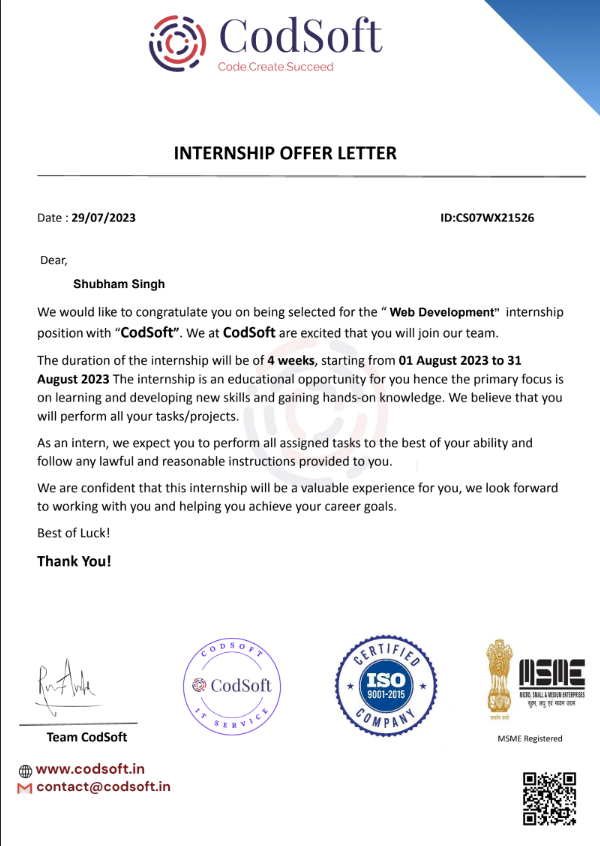 CodSoft
Code.Create.Succeed
INTERNSHIP OFFER LETTER
Date : 29/07/2023
ID:CS07WX21526
Dear,
Shubham Singh
We would like to congratulate you on being selected for the “ Web Development” internship
position with “CodSoft”. We at CodSoft are excited that you will join our team.
The duration of the internship will be of 4 weeks, starting from 01 August 2023 to 31
August 2023 The internship is an educational opportunity for you hence the primary focus is
on learning and developing new skills and gaining hands-on knowledge. We believe that you
will perform all your tasks/projects.
As an intern, we expect you to perform all assigned tasks to the best of your ability and
follow any lawful and reasonable instructions provided to you.
We are confident that this internship will be a valuable experience for you, we look forward
to working with you and helping you achieve your career goals.
Best of Luck!
Thank You!
Team CodSoft
CODSOFT
CodSoft
IT SERVICE
CERTIFIED
ISO
9001-2015
COMPANY
सत्यमेव जयते
MSME
MICRO, SMALL & MEDIUM ENTERPRISES
सूक्ष्म, लघु एवं मध्यम उद्यम
MSME Registered
www.codsoft.in
contact@codsoft.in